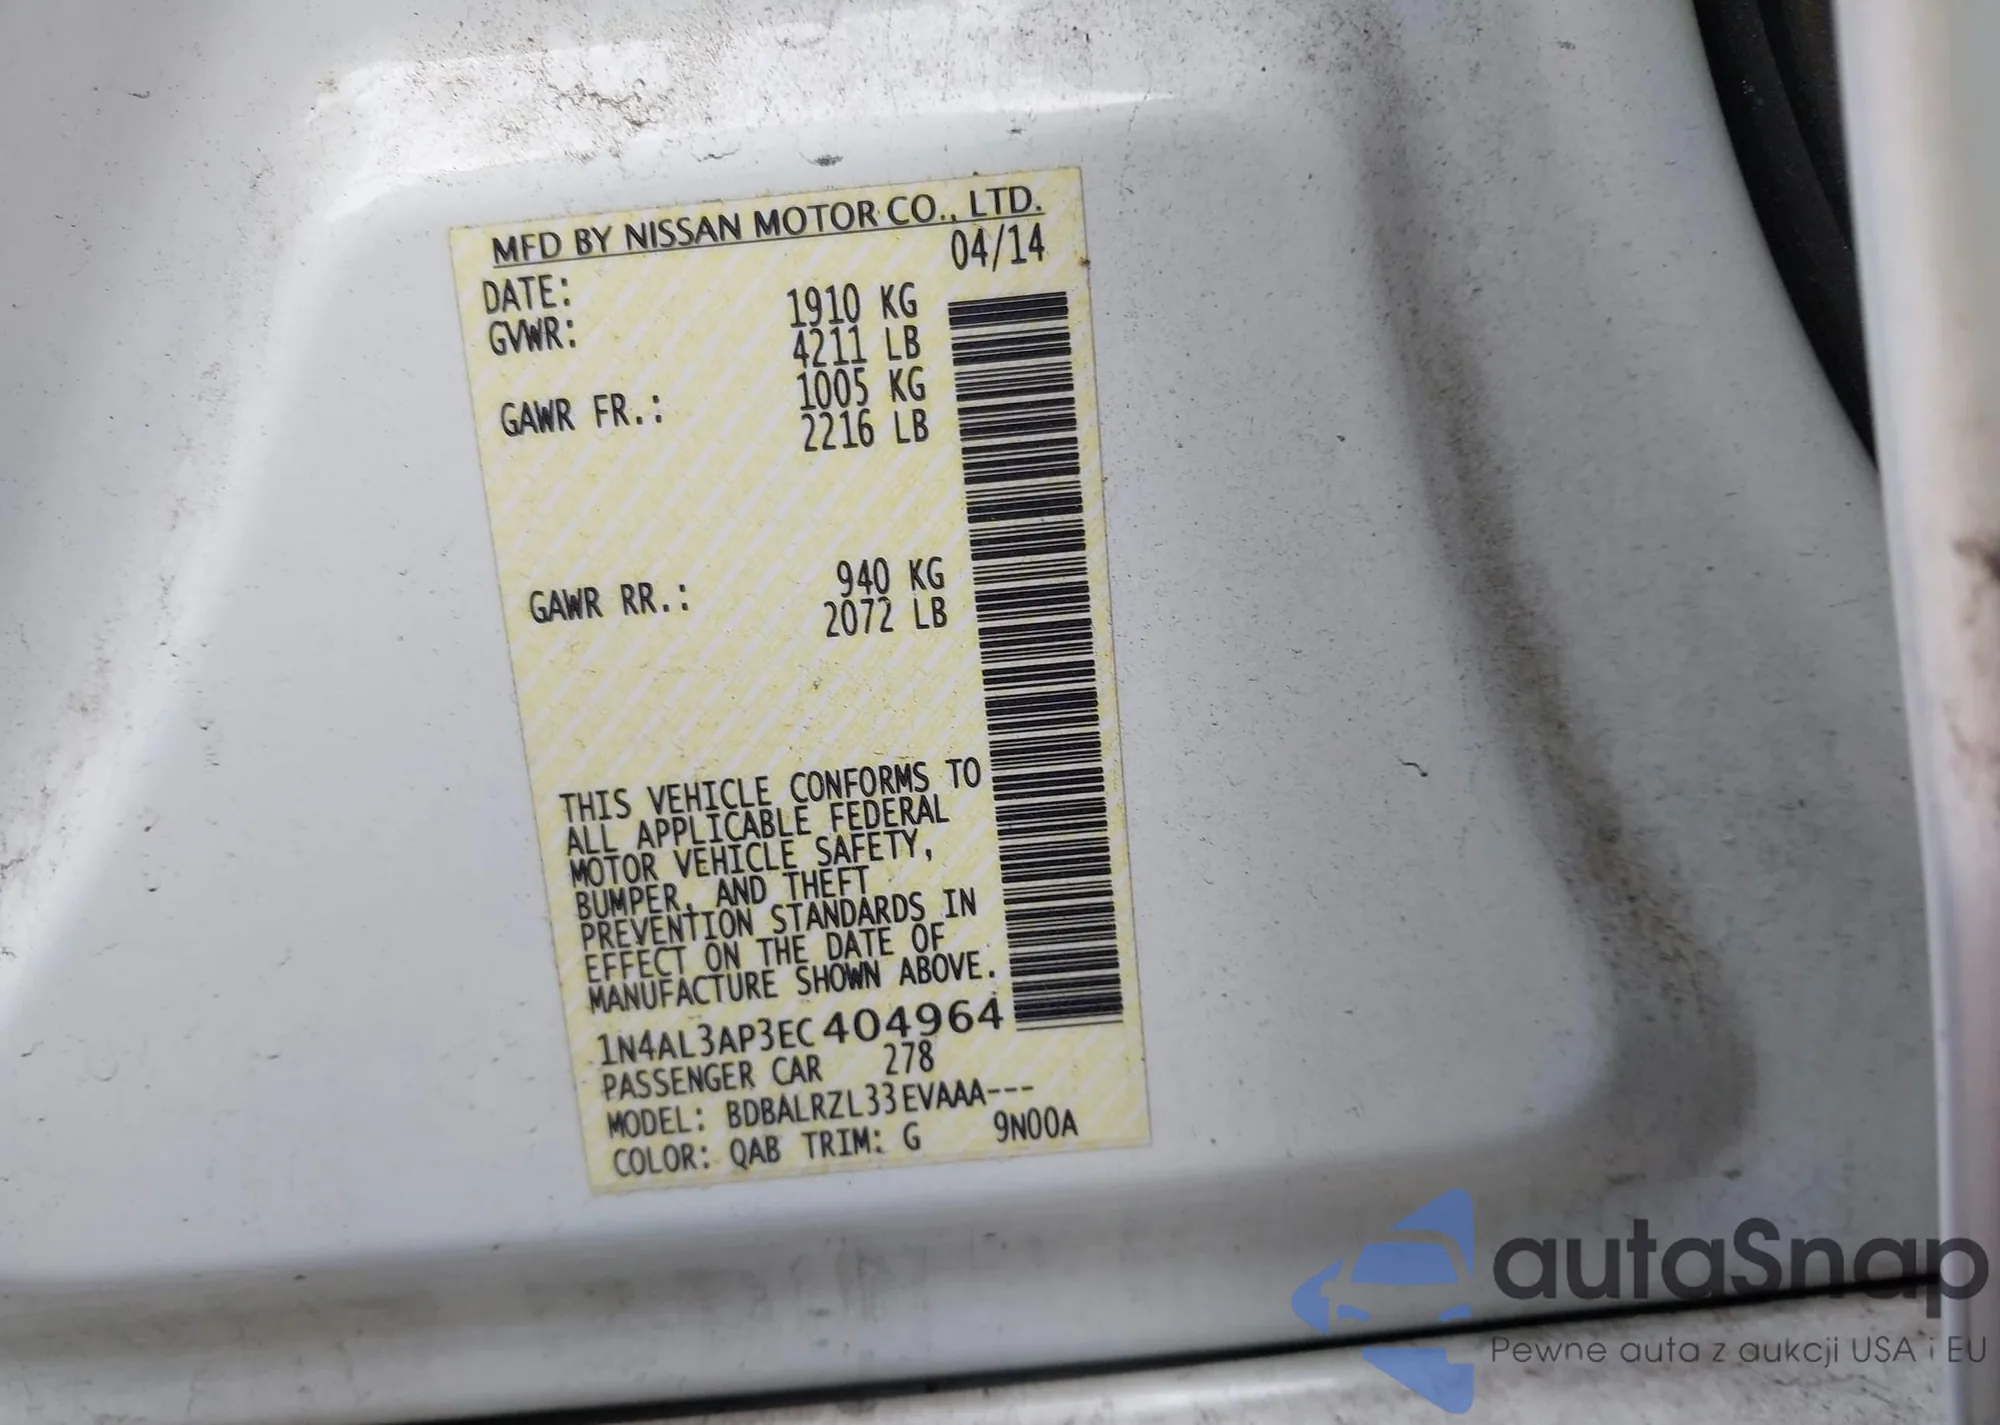 MFD BY NISSAN MOTOR CO., LTD.
DATE: 04/14
GVWR: 1910 KG
4211 LB
GAWR FR.: 1005 KG
2216 LB
GAWR RR.: 940 KG
2072 LB
THIS VEHICLE CONFORMS TO
ALL APPLICABLE FEDERAL
MOTOR VEHICLE SAFETY,
BUMPER, AND THEFT
PREVENTION STANDARDS IN
EFFECT ON THE DATE OF
MANUFACTURE SHOWN ABOVE.
1N4AL3AP3EC404964
PASSENGER CAR 278
MODEL: BDBALRZL33EVAAA---
COLOR: QAB TRIM: G 9N00A
autaSnap
Pewne auta z aukcji USA i EU